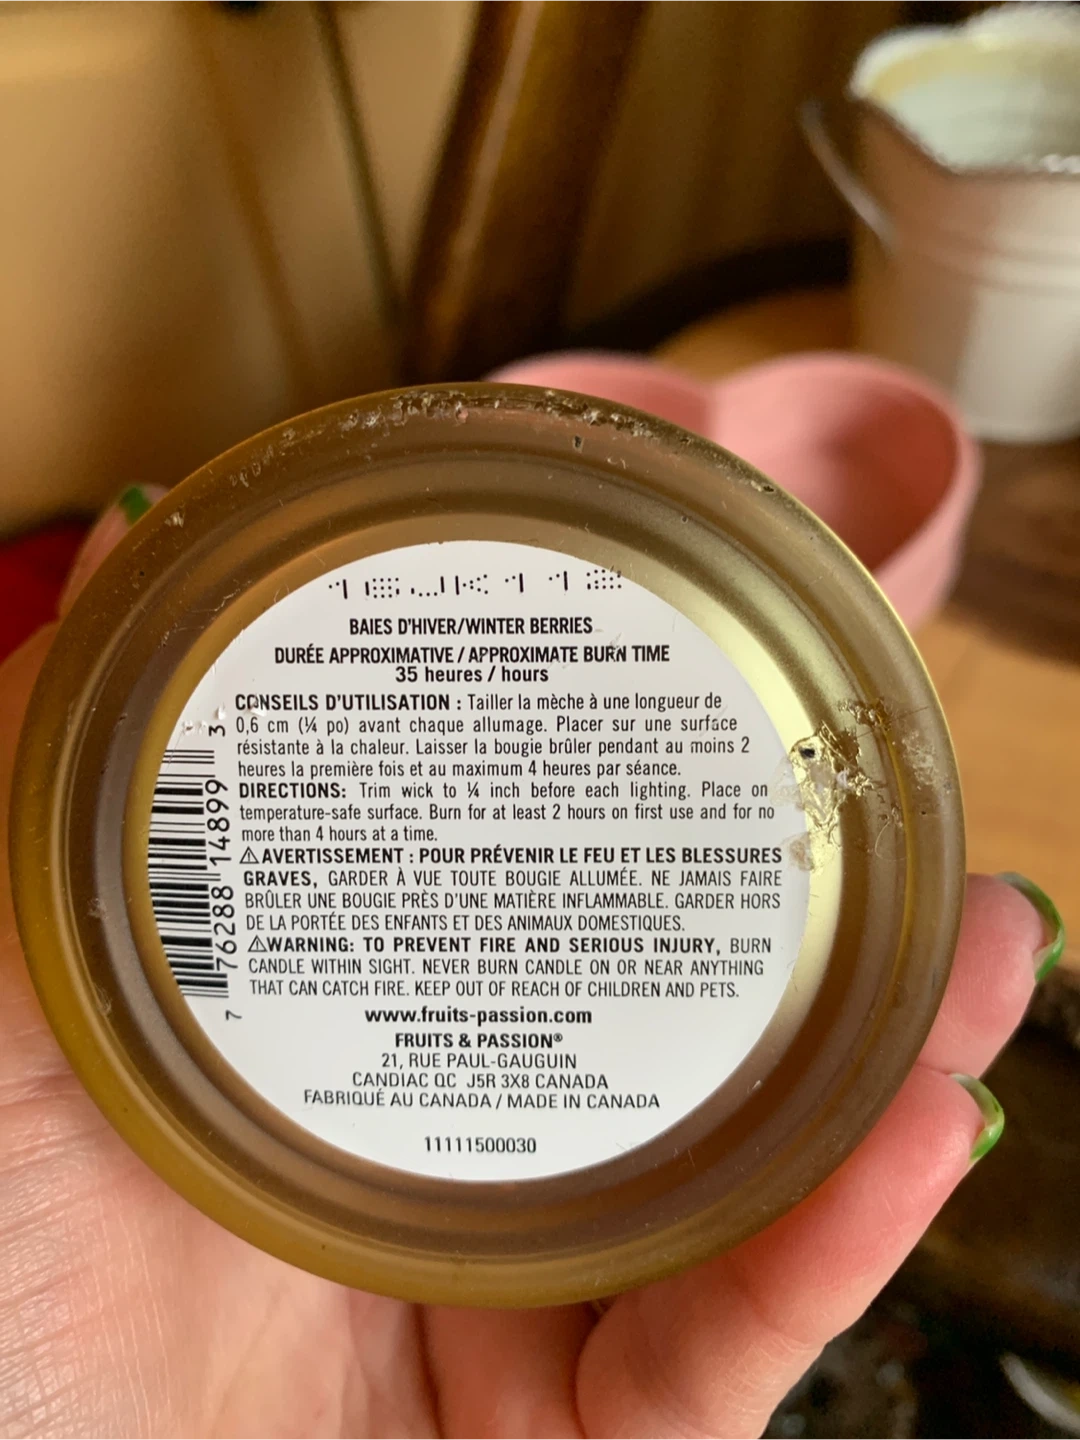 BAIES D'HIVER/WINTER BERRIES
DURÉE APPROXIMATIVE / APPROXIMATE BURN TIME
35 heures / hours
CONSEILS D'UTILISATION : Tailler la mèche à une longueur de
0,6 cm (¼ po) avant chaque allumage. Placer sur une surface
résistante à la chaleur. Laisser la bougie brûler pendant au moins 2
heures la première fois et au maximum 4 heures par séance.
DIRECTIONS: Trim wick to ¼ inch before each lighting. Place on
temperature-safe surface. Burn for at least 2 hours on first use and for no
more than 4 hours at a time.
⚠AVERTISSEMENT : POUR PRÉVENIR LE FEU ET LES BLESSURES
GRAVES, GARDER À VUE TOUTE BOUGIE ALLUMÉE. NE JAMAIS FAIRE
BRÛLER UNE BOUGIE PRÈS D'UNE MATIÈRE INFLAMMABLE. GARDER HORS
DE LA PORTÉE DES ENFANTS ET DES ANIMAUX DOMESTIQUES.
⚠WARNING: TO PREVENT FIRE AND SERIOUS INJURY, BURN
CANDLE WITHIN SIGHT. NEVER BURN CANDLE ON OR NEAR ANYTHING
THAT CAN CATCH FIRE. KEEP OUT OF REACH OF CHILDREN AND PETS.
www.fruits-passion.com
FRUITS & PASSION®
21, RUE PAUL-GAUGUIN
CANDIAC QC J5R 3X8 CANADA
FABRIQUÉ AU CANADA / MADE IN CANADA
11111500030
7 76288 14899 3